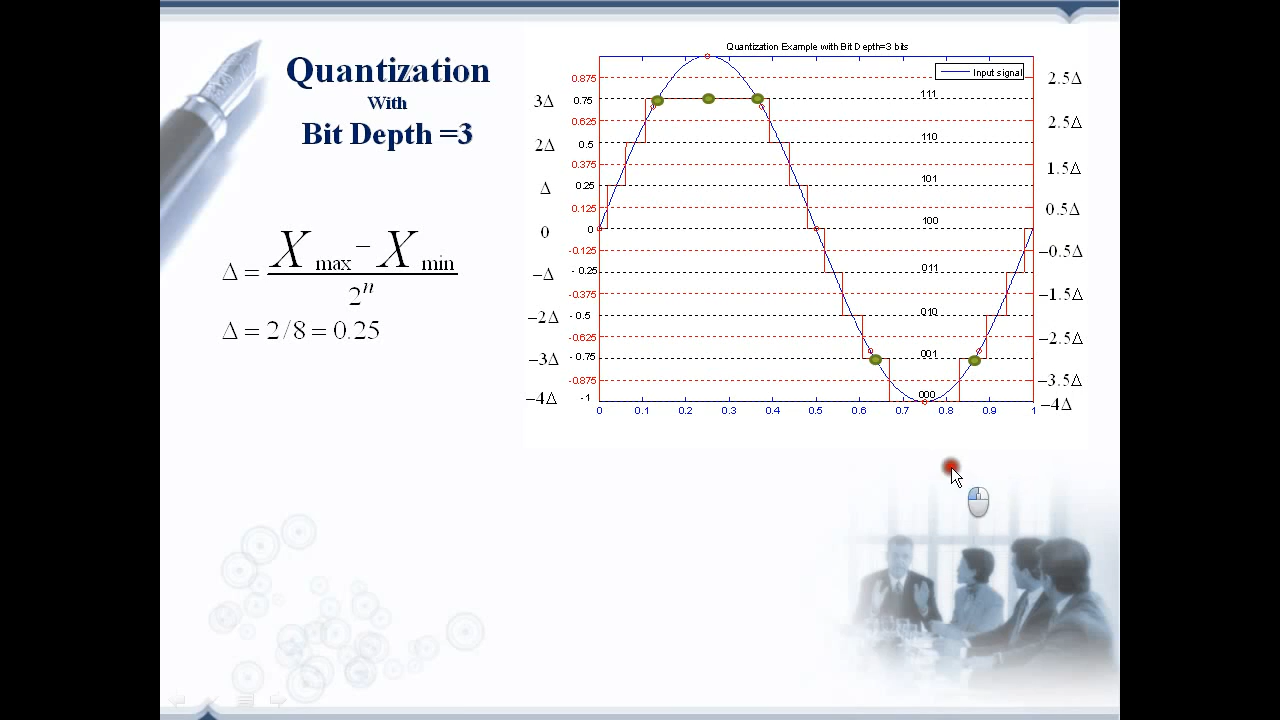 Quantization
With
Bit Depth =3
Δ = (X max − X min) / 2^n
Δ = 2/8 = 0.25
Quantization Example with Bit Depth=3 bits
Input signal
3Δ
2Δ
Δ
0
−Δ
−2Δ
−3Δ
−4Δ
0.875
0.75
0.625
0.5
0.375
0.25
0.125
0
-0.125
-0.25
-0.375
-0.5
-0.625
-0.75
-0.875
-1
111
110
101
100
011
010
001
000
2.5Δ
2.5Δ
1.5Δ
0.5Δ
−0.5Δ
−1.5Δ
−2.5Δ
−3.5Δ
−4Δ
0 0.1 0.2 0.3 0.4 0.5 0.6 0.7 0.8 0.9 1